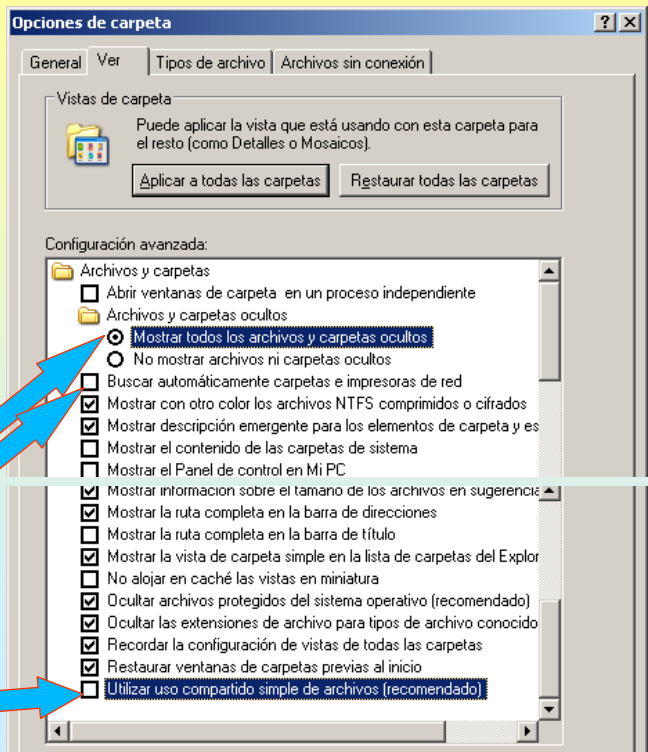 Opciones de carpeta
General Ver Tipos de archivo Archivos sin conexión
Vistas de carpeta
Puede aplicar la vista que está usando con esta carpeta para
el resto (como Detalles o Mosaicos).
Aplicar a todas las carpetas Restaurar todas las carpetas
Configuración avanzada:
Archivos y carpetas
Abrir ventanas de carpeta en un proceso independiente
Archivos y carpetas ocultos
Mostrar todos los archivos y carpetas ocultos
No mostrar archivos ni carpetas ocultos
Buscar automáticamente carpetas e impresoras de red
Mostrar con otro color los archivos NTFS comprimidos o cifrados
Mostrar descripción emergente para los elementos de carpeta y es
Mostrar el contenido de las carpetas de sistema
Mostrar el Panel de control en Mi PC
Mostrar información sobre el tamaño de los archivos en sugerencia
Mostrar la ruta completa en la barra de direcciones
Mostrar la ruta completa en la barra de título
Mostrar la vista de carpeta simple en la lista de carpetas del Explor
No alojar en caché las vistas en miniatura
Ocultar archivos protegidos del sistema operativo (recomendado)
Ocultar las extensiones de archivo para tipos de archivo conocido
Recordar la configuración de vistas de todas las carpetas
Restaurar ventanas de carpetas previas al inicio
Utilizar uso compartido simple de archivos (recomendado)